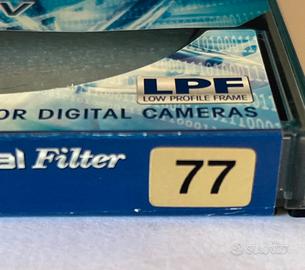 LPF
LOW PROFILE FRAME
OR DIGITAL CAMERAS
al Filter
77